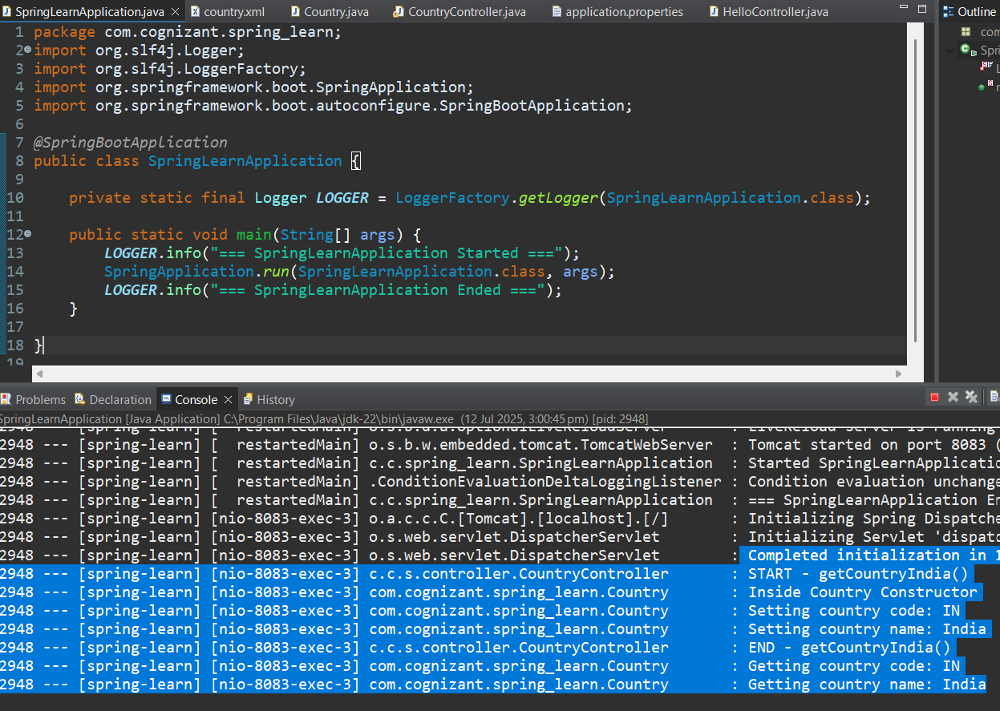 SpringLearnApplication.java country.xml Country.java CountryController.java application.properties HelloController.java Outline
1 package com.cognizant.spring_learn;
2 import org.slf4j.Logger;
3 import org.slf4j.LoggerFactory;
4 import org.springframework.boot.SpringApplication;
5 import org.springframework.boot.autoconfigure.SpringBootApplication;
6
7 @SpringBootApplication
8 public class SpringLearnApplication {
9
10 private static final Logger LOGGER = LoggerFactory.getLogger(SpringLearnApplication.class);
11
12 public static void main(String[] args) {
13 LOGGER.info("=== SpringLearnApplication Started ===");
14 SpringApplication.run(SpringLearnApplication.class, args);
15 LOGGER.info("=== SpringLearnApplication Ended ===");
16 }
17
18 }
19
com
Spri
Problems Declaration Console History
SpringLearnApplication [Java Application] C:\Program Files\Java\jdk-22\bin\javaw.exe (12 Jul 2025, 3:00:45 pm) [pid: 2948]
2948 --- [spring-learn] [ restartedMain] o.s.b.d.a.OptionalLiveReloadServer : LiveReload server is running
2948 --- [spring-learn] [ restartedMain] o.s.b.w.embedded.tomcat.TomcatWebServer : Tomcat started on port 8083 (
2948 --- [spring-learn] [ restartedMain] c.c.spring_learn.SpringLearnApplication : Started SpringLearnApplicatio
2948 --- [spring-learn] [ restartedMain] .ConditionEvaluationDeltaLoggingListener : Condition evaluation unchange
2948 --- [spring-learn] [ restartedMain] c.c.spring_learn.SpringLearnApplication : === SpringLearnApplication En
2948 --- [spring-learn] [nio-8083-exec-3] o.a.c.c.C.[Tomcat].[localhost].[/] : Initializing Spring Dispatche
2948 --- [spring-learn] [nio-8083-exec-3] o.s.web.servlet.DispatcherServlet : Initializing Servlet 'dispatc
2948 --- [spring-learn] [nio-8083-exec-3] o.s.web.servlet.DispatcherServlet : Completed initialization in 1
2948 --- [spring-learn] [nio-8083-exec-3] c.c.s.controller.CountryController : START - getCountryIndia()
2948 --- [spring-learn] [nio-8083-exec-3] com.cognizant.spring_learn.Country : Inside Country Constructor
2948 --- [spring-learn] [nio-8083-exec-3] com.cognizant.spring_learn.Country : Setting country code: IN
2948 --- [spring-learn] [nio-8083-exec-3] com.cognizant.spring_learn.Country : Setting country name: India
2948 --- [spring-learn] [nio-8083-exec-3] c.c.s.controller.CountryController : END - getCountryIndia()
2948 --- [spring-learn] [nio-8083-exec-3] com.cognizant.spring_learn.Country : Getting country code: IN
2948 --- [spring-learn] [nio-8083-exec-3] com.cognizant.spring_learn.Country : Getting country name: India